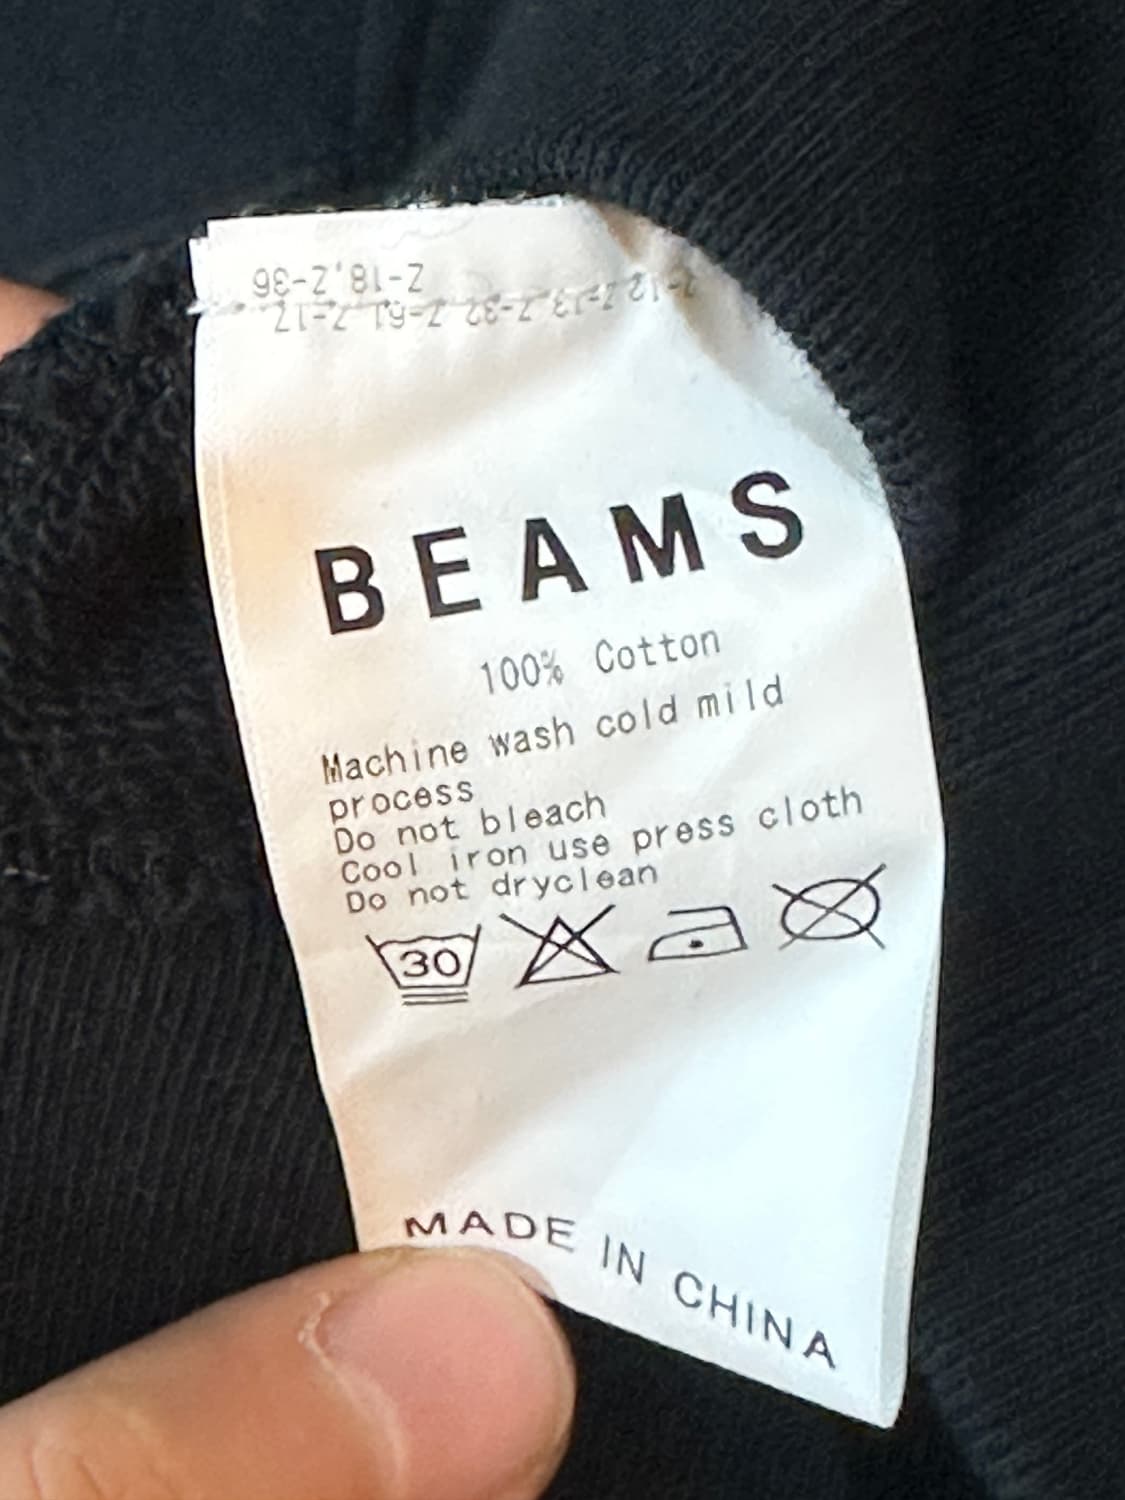 Z-18,Z-36
BEAMS
100% Cotton
Machine wash cold mild
process
Do not bleach
Cool iron use press cloth
Do not dryclean
30
MADE IN CHINA